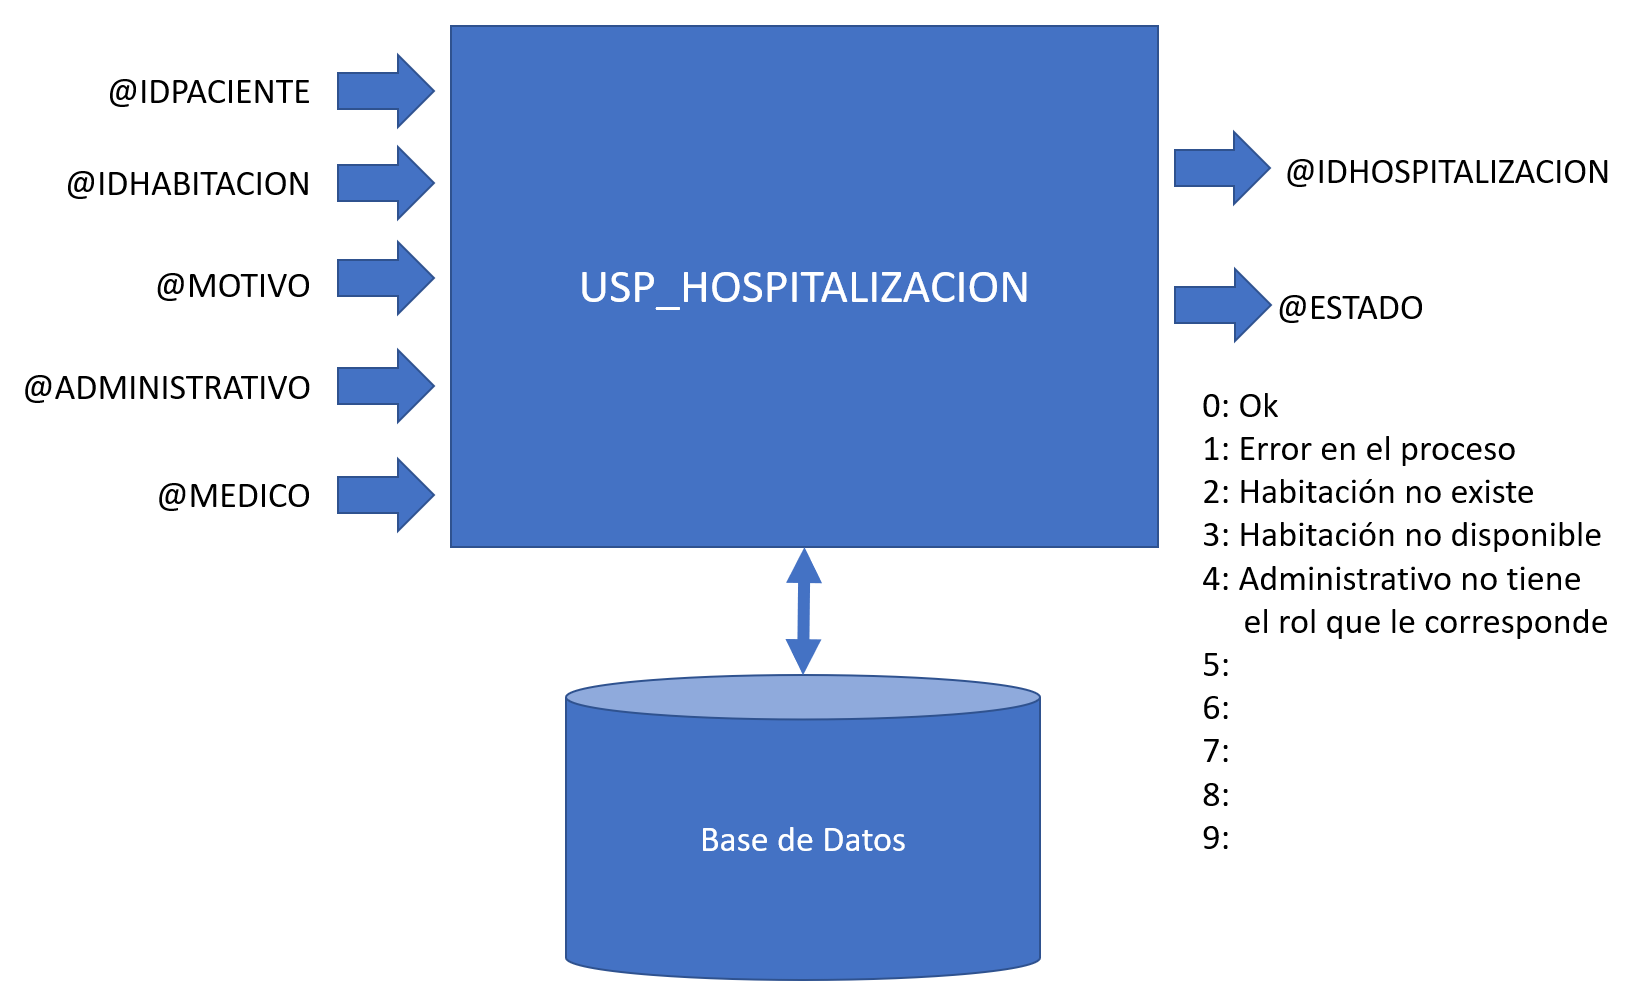 @IDPACIENTE
@IDHABITACION
@MOTIVO
@ADMINISTRATIVO
@MEDICO
USP_HOSPITALIZACION
@IDHOSPITALIZACION
@ESTADO
0: Ok
1: Error en el proceso
2: Habitación no existe
3: Habitación no disponible
4: Administrativo no tiene
el rol que le corresponde
5:
6:
7:
8:
9:
Base de Datos